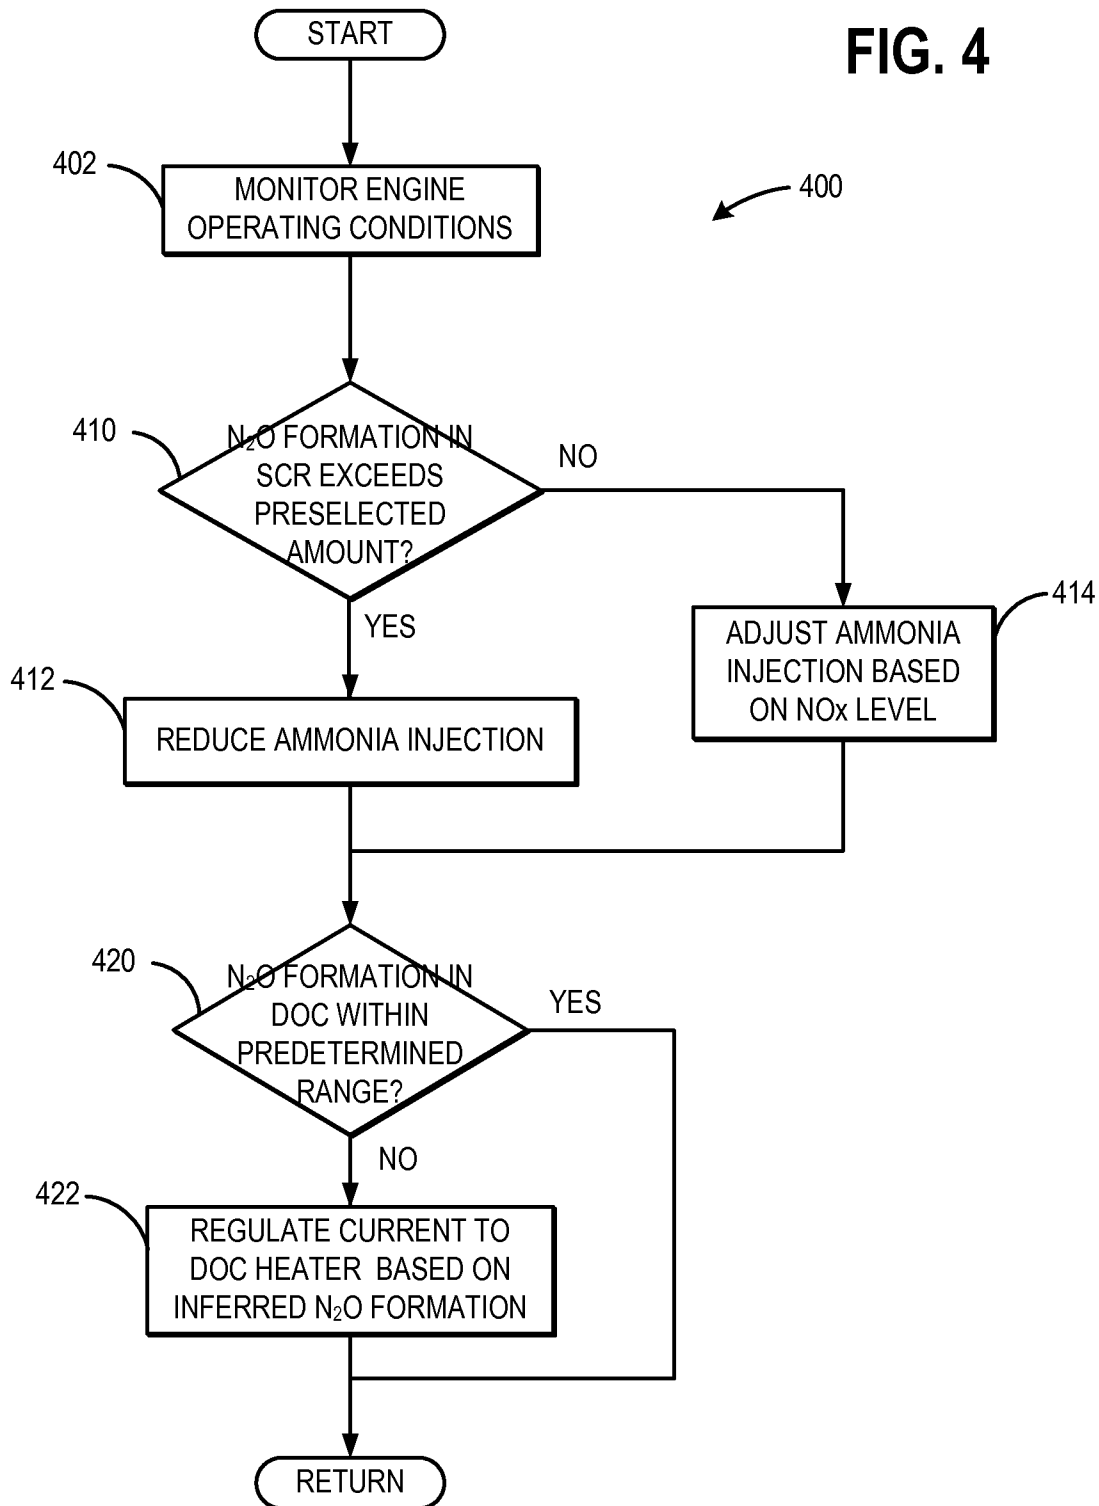 START
FIG. 4
402
MONITOR ENGINE
OPERATING CONDITIONS
400
410
N₂O FORMATION IN
SCR EXCEEDS
PRESELECTED
AMOUNT?
NO
YES
414
ADJUST AMMONIA
INJECTION BASED
ON NOx LEVEL
412
REDUCE AMMONIA INJECTION
420
N₂O FORMATION IN
DOC WITHIN
PREDETERMINED
RANGE?
YES
NO
422
REGULATE CURRENT TO
DOC HEATER BASED ON
INFERRED N₂O FORMATION
RETURN